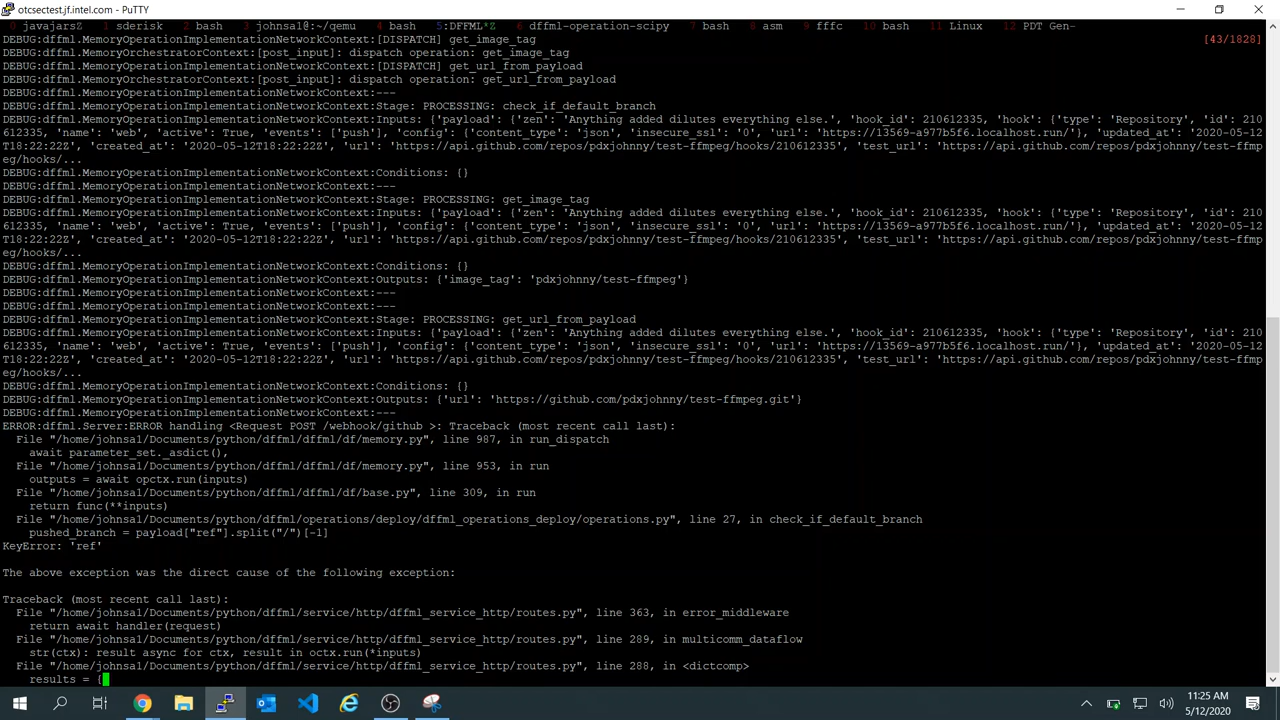 otcsectest.jf.intel.com - PuTTY
0 javajarsZ 1 sderisk 2 bash 3 johnsa1@:~/qemu 4 bash 5:DFFML*Z 6 dffml-operation-scipy 7 bash 8 asm 9 fffc 10 bash 11 Linux 12 PDT Gen-
DEBUG:dffml.MemoryOperationImplementationNetworkContext:[DISPATCH] get_image_tag [43/1828]
DEBUG:dffml.MemoryOrchestratorContext:[post_input]: dispatch operation: get_image_tag
DEBUG:dffml.MemoryOperationImplementationNetworkContext:[DISPATCH] get_url_from_payload
DEBUG:dffml.MemoryOrchestratorContext:[post_input]: dispatch operation: get_url_from_payload
DEBUG:dffml.MemoryOperationImplementationNetworkContext:---
DEBUG:dffml.MemoryOperationImplementationNetworkContext:Stage: PROCESSING: check_if_default_branch
DEBUG:dffml.MemoryOperationImplementationNetworkContext:Inputs: {'payload': {'zen': 'Anything added dilutes everything else.', 'hook_id': 210612335, 'hook': {'type': 'Repository', 'id': 210
612335, 'name': 'web', 'active': True, 'events': ['push'], 'config': {'content_type': 'json', 'insecure_ssl': '0', 'url': 'https://13569-a977b5f6.localhost.run/'}, 'updated_at': '2020-05-12
T18:22:22Z', 'created_at': '2020-05-12T18:22:22Z', 'url': 'https://api.github.com/repos/pdxjohnny/test-ffmpeg/hooks/210612335', 'test_url': 'https://api.github.com/repos/pdxjohnny/test-ffmp
eg/hooks/...
DEBUG:dffml.MemoryOperationImplementationNetworkContext:Conditions: {}
DEBUG:dffml.MemoryOperationImplementationNetworkContext:---
DEBUG:dffml.MemoryOperationImplementationNetworkContext:Stage: PROCESSING: get_image_tag
DEBUG:dffml.MemoryOperationImplementationNetworkContext:Inputs: {'payload': {'zen': 'Anything added dilutes everything else.', 'hook_id': 210612335, 'hook': {'type': 'Repository', 'id': 210
612335, 'name': 'web', 'active': True, 'events': ['push'], 'config': {'content_type': 'json', 'insecure_ssl': '0', 'url': 'https://13569-a977b5f6.localhost.run/'}, 'updated_at': '2020-05-12
T18:22:22Z', 'created_at': '2020-05-12T18:22:22Z', 'url': 'https://api.github.com/repos/pdxjohnny/test-ffmpeg/hooks/210612335', 'test_url': 'https://api.github.com/repos/pdxjohnny/test-ffmp
eg/hooks/...
DEBUG:dffml.MemoryOperationImplementationNetworkContext:Conditions: {}
DEBUG:dffml.MemoryOperationImplementationNetworkContext:Outputs: {'image_tag': 'pdxjohnny/test-ffmpeg'}
DEBUG:dffml.MemoryOperationImplementationNetworkContext:---
DEBUG:dffml.MemoryOperationImplementationNetworkContext:---
DEBUG:dffml.MemoryOperationImplementationNetworkContext:Stage: PROCESSING: get_url_from_payload
DEBUG:dffml.MemoryOperationImplementationNetworkContext:Inputs: {'payload': {'zen': 'Anything added dilutes everything else.', 'hook_id': 210612335, 'hook': {'type': 'Repository', 'id': 210
612335, 'name': 'web', 'active': True, 'events': ['push'], 'config': {'content_type': 'json', 'insecure_ssl': '0', 'url': 'https://13569-a977b5f6.localhost.run/'}, 'updated_at': '2020-05-12
T18:22:22Z', 'created_at': '2020-05-12T18:22:22Z', 'url': 'https://api.github.com/repos/pdxjohnny/test-ffmpeg/hooks/210612335', 'test_url': 'https://api.github.com/repos/pdxjohnny/test-ffmp
eg/hooks/...
DEBUG:dffml.MemoryOperationImplementationNetworkContext:Conditions: {}
DEBUG:dffml.MemoryOperationImplementationNetworkContext:Outputs: {'url': 'https://github.com/pdxjohnny/test-ffmpeg.git'}
DEBUG:dffml.MemoryOperationImplementationNetworkContext:---
ERROR:dffml.Server:ERROR handling <Request POST /webhook/github >: Traceback (most recent call last):
File "/home/johnsa1/Documents/python/dffml/dffml/df/memory.py", line 987, in run_dispatch
await parameter_set._asdict(),
File "/home/johnsa1/Documents/python/dffml/dffml/df/memory.py", line 953, in run
outputs = await opctx.run(inputs)
File "/home/johnsa1/Documents/python/dffml/dffml/df/base.py", line 309, in run
return func(**inputs)
File "/home/johnsa1/Documents/python/dffml/operations/deploy/dffml_operations_deploy/operations.py", line 27, in check_if_default_branch
pushed_branch = payload["ref"].split("/")[-1]
KeyError: 'ref'
The above exception was the direct cause of the following exception:
Traceback (most recent call last):
File "/home/johnsa1/Documents/python/dffml/service/http/dffml_service_http/routes.py", line 363, in error_middleware
return await handler(request)
File "/home/johnsa1/Documents/python/dffml/service/http/dffml_service_http/routes.py", line 289, in multicomm_dataflow
str(ctx): result async for ctx, result in octx.run(*inputs)
File "/home/johnsa1/Documents/python/dffml/service/http/dffml_service_http/routes.py", line 288, in <dictcomp>
results = {
11:25 AM
5/12/2020